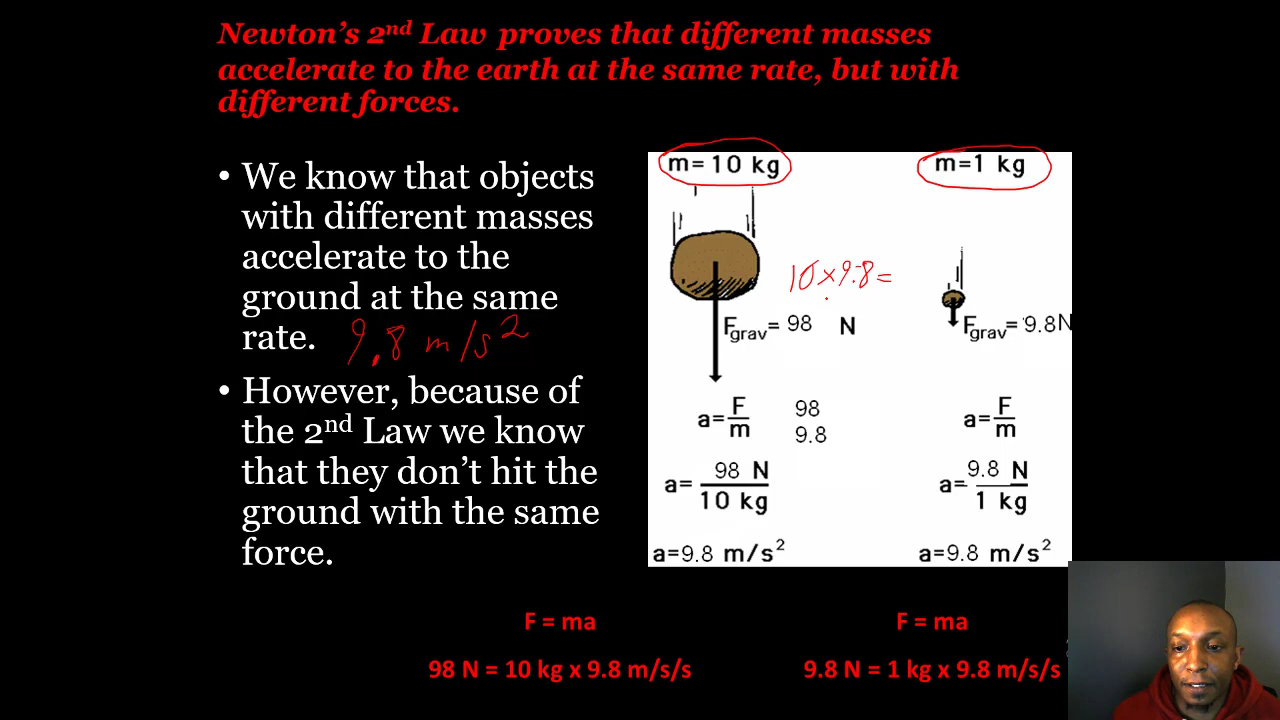 Newton's 2nd Law proves that different masses
accelerate to the earth at the same rate, but with
different forces.
• We know that objects
with different masses
accelerate to the
ground at the same
rate. 9.8 m/s2
• However, because of
the 2nd Law we know
that they don't hit the
ground with the same
force.
m=10 kg
10×9.8=
Fgrav= 98 N
a=F/m
98
9.8
a= 98 N/10 kg
a=9.8 m/s2
m=1 kg
Fgrav=9.8N
a=F/m
a=9.8 N/1 kg
a=9.8 m/s2
F = ma
98 N = 10 kg x 9.8 m/s/s
F = ma
9.8 N = 1 kg x 9.8 m/s/s